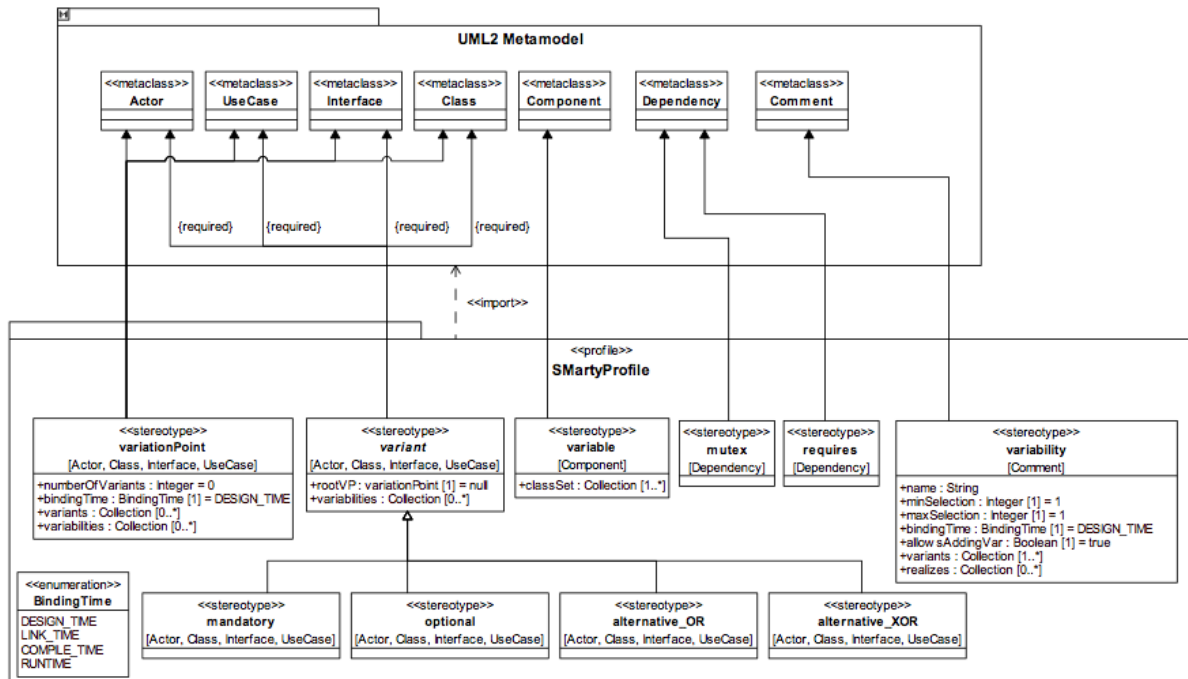 M
UML2 Metamodel
<<metaclass>> <<metaclass>> <<metaclass>> <<metaclass>> <<metaclass>> <<metaclass>> <<metaclass>>
Actor UseCase Interface Class Component Dependency Comment
{required} {required} {required} {required}
<<import>>
<<profile>>
SMartyProfile
<<stereotype>>
variationPoint
[Actor, Class, Interface, UseCase]
+numberOfVariants : Integer = 0
+bindingTime : BindingTime [1] = DESIGN_TIME
+variants : Collection [0..*]
+variabilities : Collection [0..*]
<<stereotype>>
variant
[Actor, Class, Interface, UseCase]
+rootVP : variationPoint [1] = null
+variabilities : Collection [0..*]
<<stereotype>>
variable
[Component]
+classSet : Collection [1..*]
<<stereotype>>
mutex
[Dependency]
<<stereotype>>
requires
[Dependency]
<<stereotype>>
variability
[Comment]
+name : String
+minSelection : Integer [1] = 1
+maxSelection : Integer [1] = 1
+bindingTime : BindingTime [1] = DESIGN_TIME
+allowsAddingVar : Boolean [1] = true
+variants : Collection [1..*]
+realizes : Collection [0..*]
<<enumeration>>
BindingTime
DESIGN_TIME
LINK_TIME
COMPILE_TIME
RUNTIME
<<stereotype>>
mandatory
[Actor, Class, Interface, UseCase]
<<stereotype>>
optional
[Actor, Class, Interface, UseCase]
<<stereotype>>
alternative_OR
[Actor, Class, Interface, UseCase]
<<stereotype>>
alternative_XOR
[Actor, Class, Interface, UseCase]